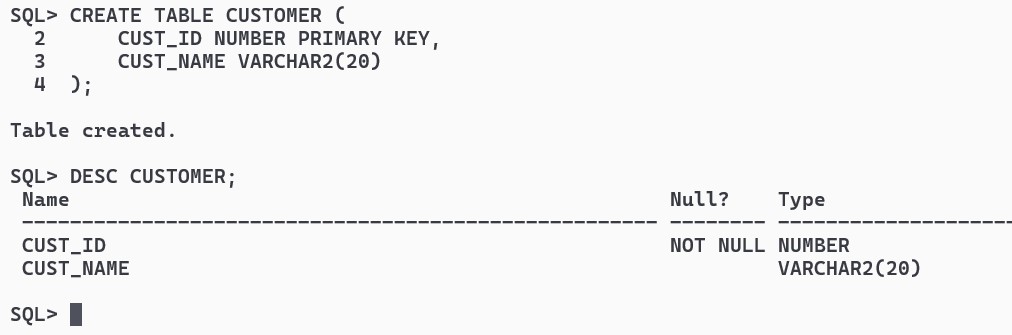 SQL> CREATE TABLE CUSTOMER (
  2      CUST_ID NUMBER PRIMARY KEY,
  3      CUST_NAME VARCHAR2(20)
  4  );

Table created.

SQL> DESC CUSTOMER;
 Name                                                  Null?    Type
 ----------------------------------------------------- -------- --------------------
 CUST_ID                                               NOT NULL NUMBER
 CUST_NAME                                                      VARCHAR2(20)

SQL>